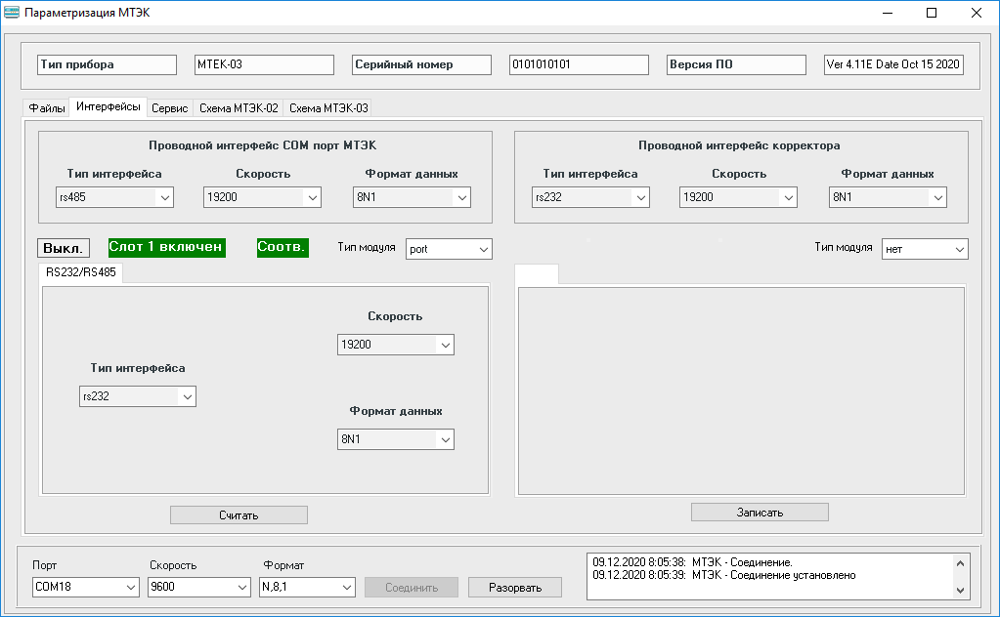 Параметризация МТЭК
Тип прибора МТЕК-03 Серийный номер 0101010101 Версия ПО Ver 4.11E Date Oct 15 2020
Файлы Интерфейсы Сервис Схема МТЭК-02 Схема МТЭК-03
Проводной интерфейс COM порт МТЭК
Тип интерфейса Скорость Формат данных
rs485 19200 8N1
Проводной интерфейс корректора
Тип интерфейса Скорость Формат данных
rs232 19200 8N1
Выкл. Слот 1 включен Соотв. Тип модуля port
Тип модуля нет
RS232/RS485
Скорость
19200
Тип интерфейса
rs232
Формат данных
8N1
Считать
Записать
Порт Скорость Формат
COM18 9600 N,8,1 Соединить Разорвать
09.12.2020 8:05:38: МТЭК - Соединение.
09.12.2020 8:05:39: МТЭК - Соединение установлено